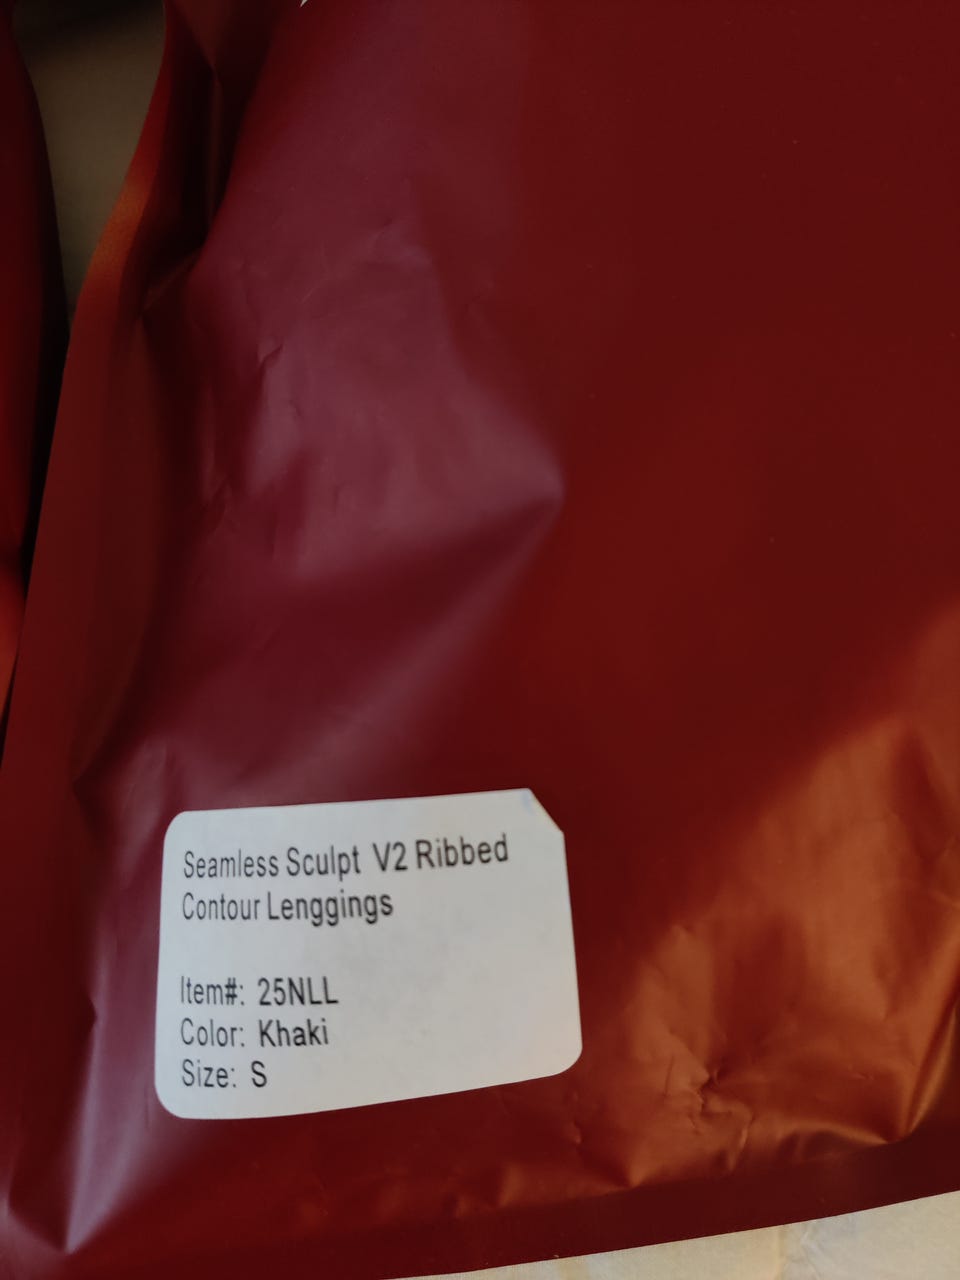 Seamless Sculpt V2 Ribbed
Contour Lenggings
Item#: 25NLL
Color: Khaki
Size: S